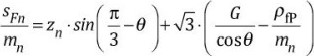 s_Fn/m_n = z_n · sin(π/3 − θ) + √3 · (G/cosθ − ρ_fP/m_n)